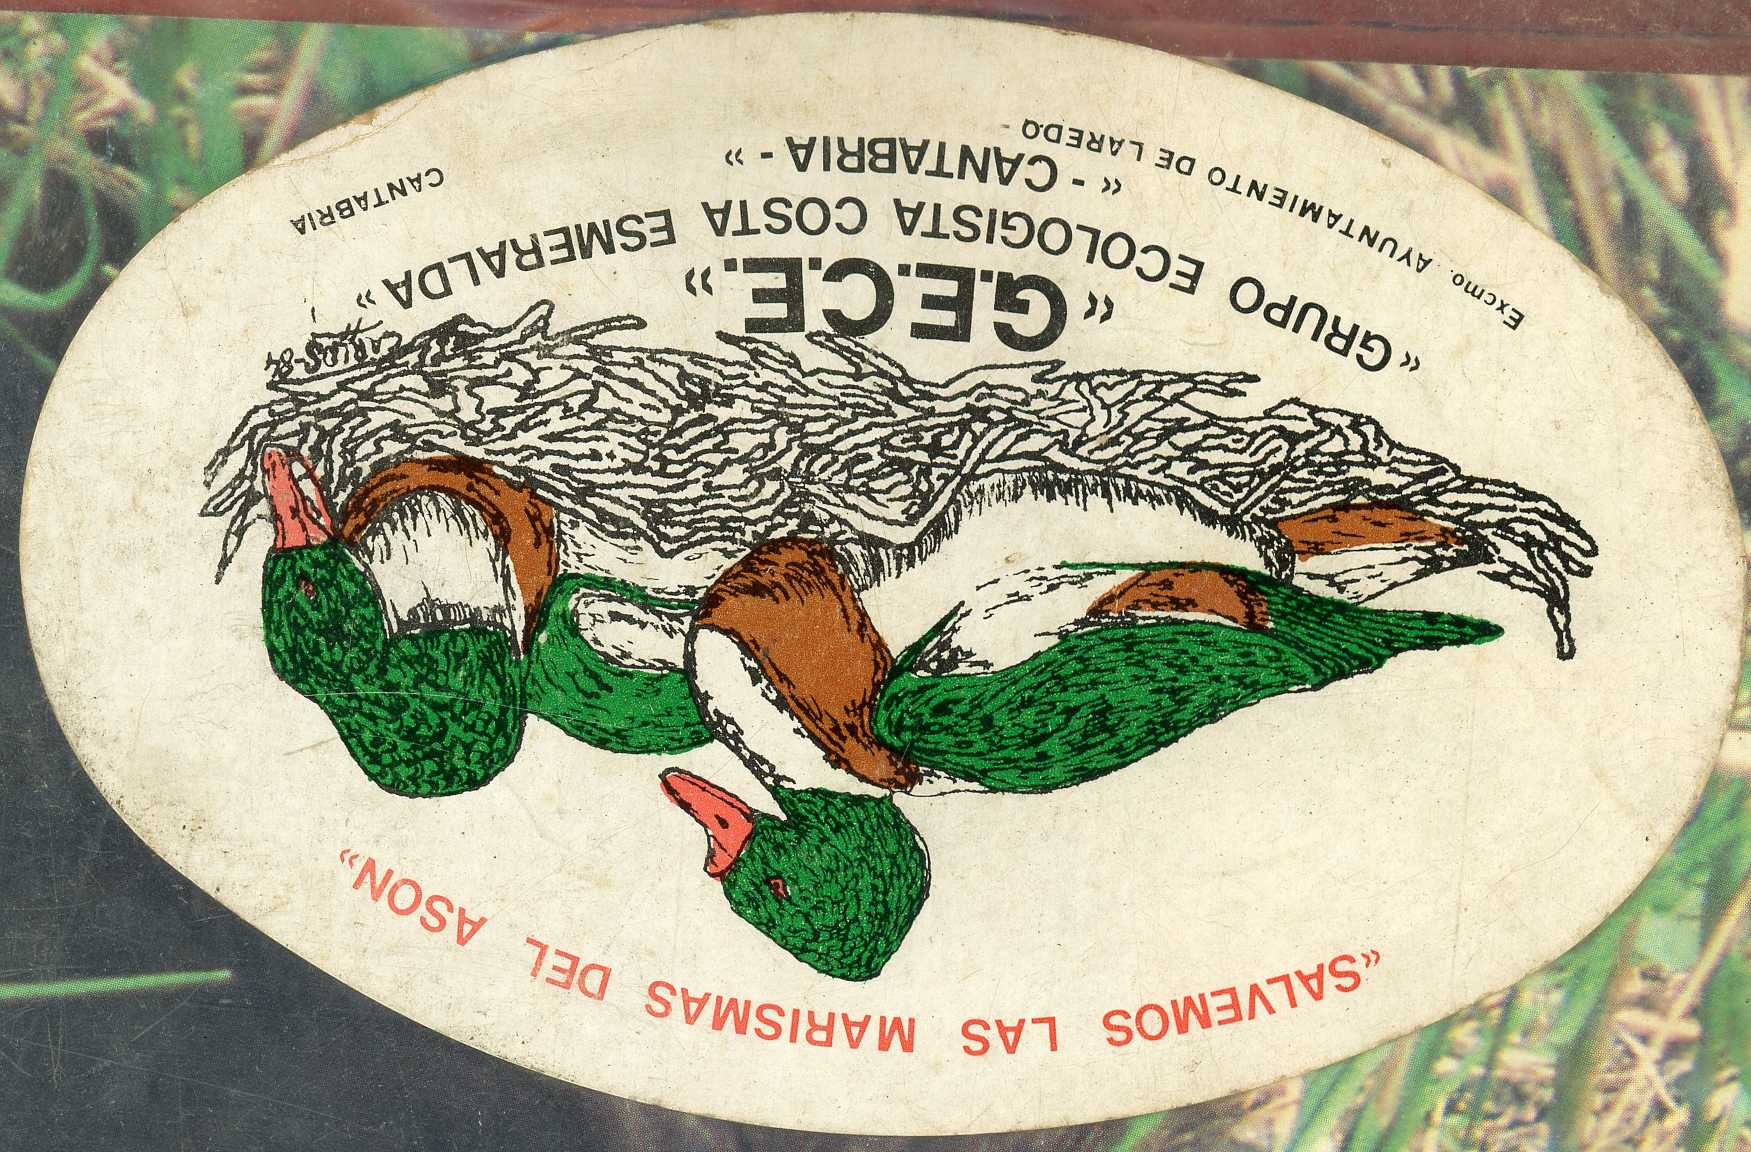 «SALVEMOS LAS MARISMAS DEL ASON»
«G.E.C.E.»
«GRUPO ECOLOGISTA COSTA ESMERALDA»
« - CANTABRIA - »
Excmo. AYUNTAMIENTO DE LAREDO -
CANTABRIA